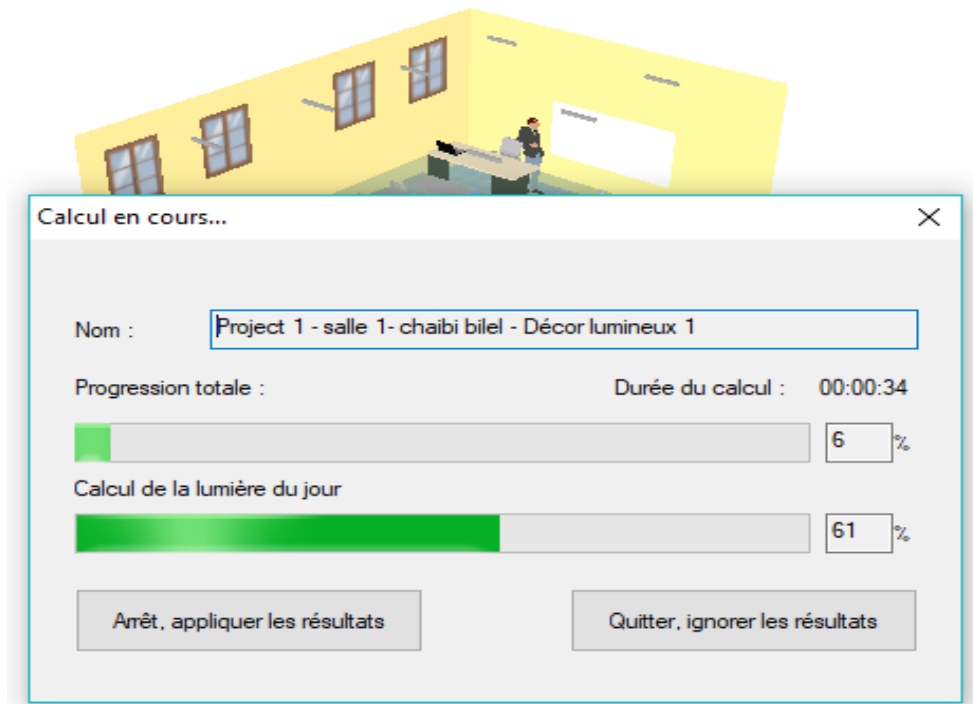 Calcul en cours...
Nom :
Project 1 - salle 1- chaibi bilel - Décor lumineux 1
Progression totale :
Durée du calcul :
00:00:34
6 %
Calcul de la lumière du jour
61 %
Arrêt, appliquer les résultats
Quitter, ignorer les résultats